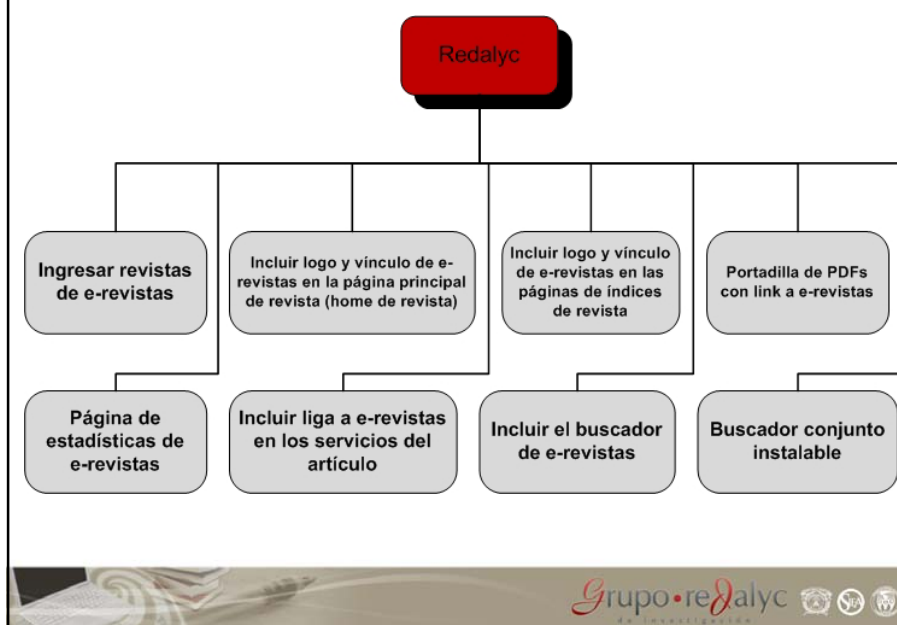 Redalyc
Ingresar revistas
de e-revistas
Incluir logo y vínculo de e-
revistas en la página principal
de revista (home de revista)
Incluir logo y vínculo
de e-revistas en las
páginas de índices
de revista
Portadilla de PDFs
con link a e-revistas
Página de
estadísticas de
e-revistas
Incluir liga a e-revistas
en los servicios del
artículo
Incluir el buscador
de e-revistas
Buscador conjunto
instalable
Grupo•redalyc
de investigación